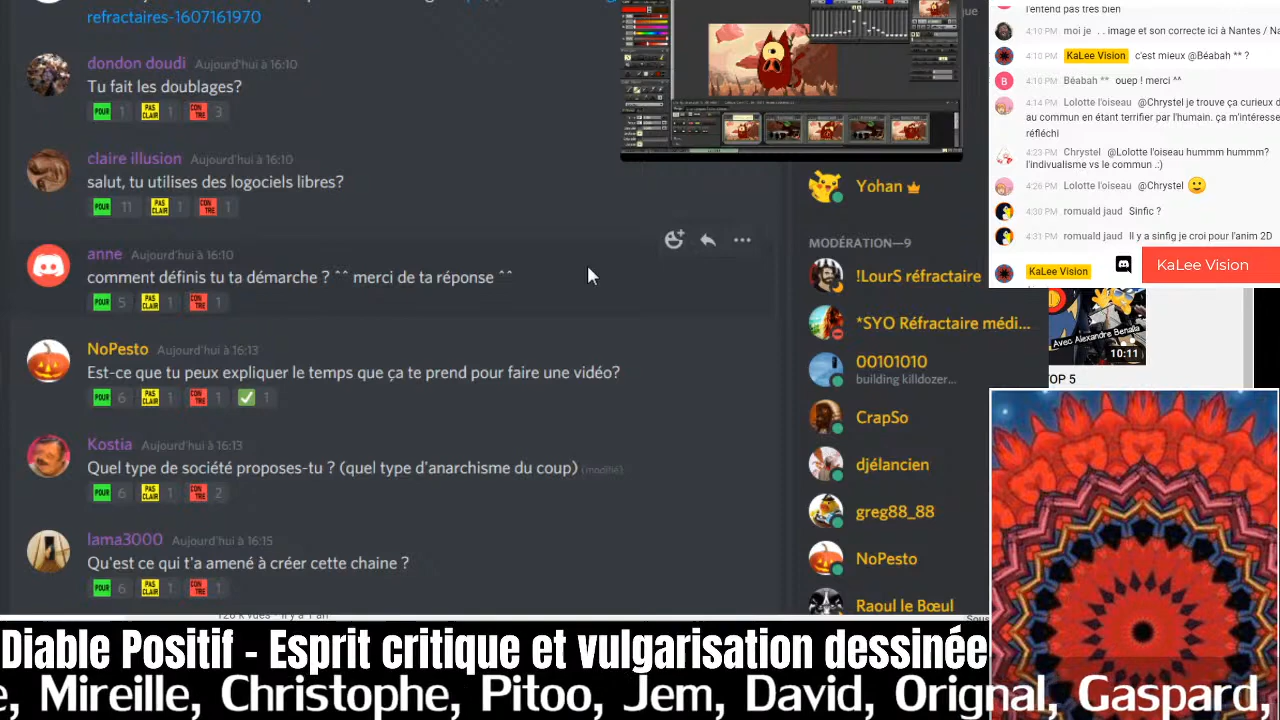 refractaires-1607161970
dondon doudi Aujourd'hui à 16:10
Tu fait les doublages?
POUR PAS CLAIR 1 CON TRE
claire illusion Aujourd'hui à 16:10
salut, tu utilises des logociels libres?
POUR 11 PAS CLAIR 1 CON TRE 1
anne Aujourd'hui à 16:10
comment définis tu ta démarche ? ^^ merci de ta réponse ^^
POUR 5 PAS CLAIR 1 CON TRE 1
NoPesto Aujourd'hui à 16:13
Est-ce que tu peux expliquer le temps que ça te prend pour faire une vidéo?
POUR 6 PAS CLAIR 1 CON TRE 1 1
Kostia Aujourd'hui à 16:13
Quel type de société proposes-tu ? (quel type d'anarchisme du coup) (modifié)
POUR 6 PAS CLAIR 1 CON TRE 2
lama3000 Aujourd'hui à 16:15
Qu'est ce qui t'a amené à créer cette chaine ?
POUR 6 PAS CLAIR 1 CON TRE 1
que
Yohan
MODÉRATION—9
!LourS réfractaire
*SYO Réfractaire médi...
00101010
building killdozer...
CrapSo
djélancien
greg88_88
NoPesto
Raoul le Bœul
l'entend pas très bien
4:10 PM moi je . . image et son correcte ici à Nantes / Na
4:10 PM KaLee Vision c'est mieux @Béabah ** ?
B 4:10 PM Béabah ** ouep ! merci ^^
4:14 PM Lolotte l'oiseau @Chrystel je trouve ça curieux d
au commun en étant terrifier par l'humain. ça m'intéresse
réfléchi
4:23 PM Chrystel @Lolotte l'oiseau hummm hummm?
l'indivualisme vs le commun .:)
4:26 PM Lolotte l'oiseau @Chrystel
4:30 PM romuald jaud Sinfic ?
4:31 PM romuald jaud Il y a sinfig je croi pour l'anim 2D
KaLee Vision KaLee Vision
Avec Alexandre Benalla
10:11
TOP 5
Diable Positif - Esprit critique et vulgarisation dessinée
e, Mireille, Christophe, Pitoo, Jem, David, Orignal, Gaspard,